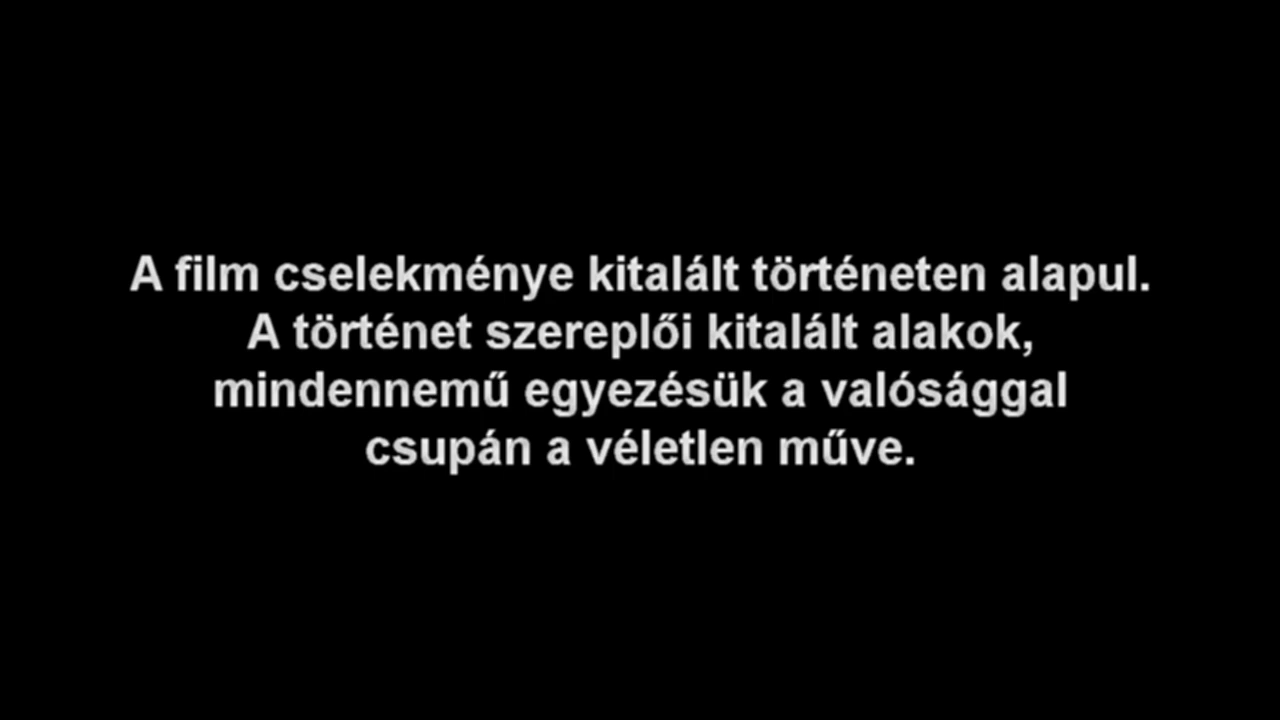 A film cselekménye kitalált történeten alapul.
A történet szereplői kitalált alakok,
mindennemű egyezésük a valósággal
csupán a véletlen műve.